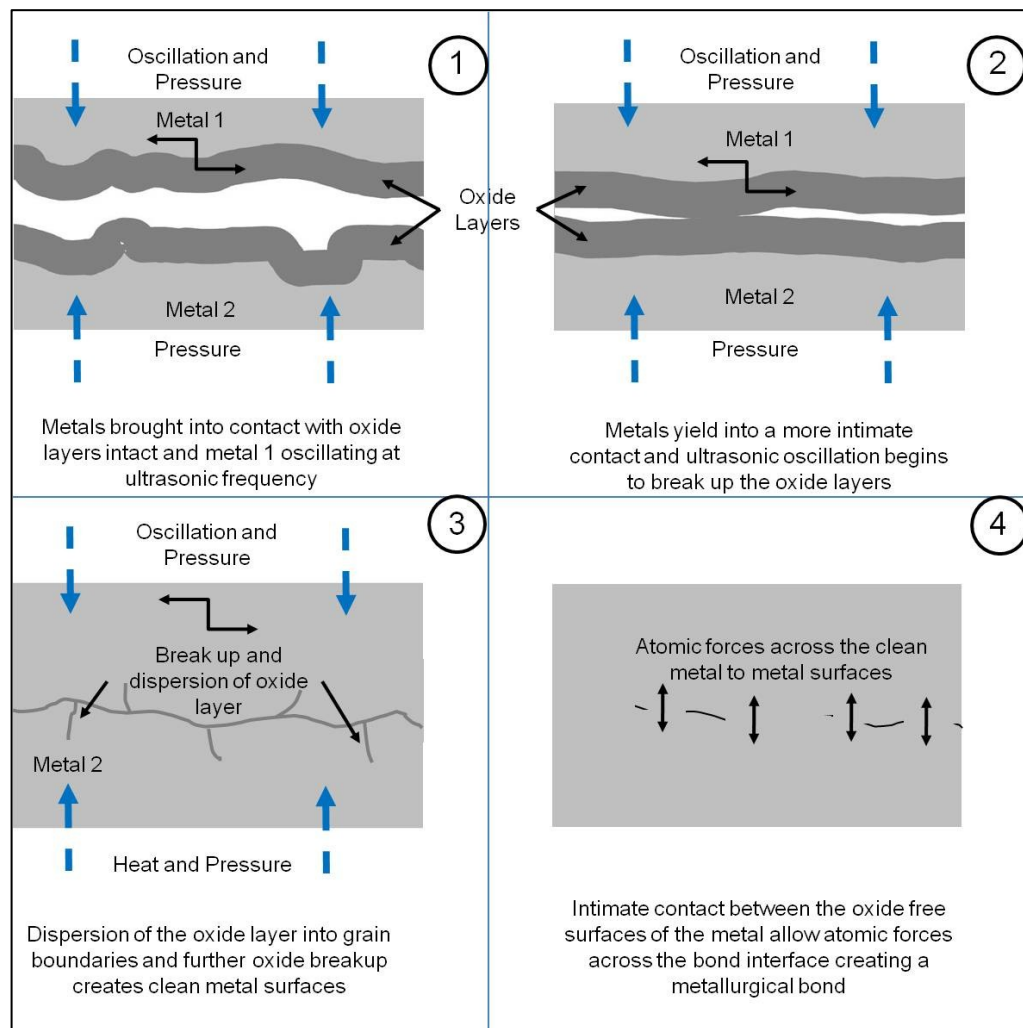 1
Oscillation and
Pressure
Metal 1
Oxide
Layers
Metal 2
Pressure
Metals brought into contact with oxide
layers intact and metal 1 oscillating at
ultrasonic frequency
2
Oscillation and
Pressure
Metal 1
Metal 2
Pressure
Metals yield into a more intimate
contact and ultrasonic oscillation begins
to break up the oxide layers
3
Oscillation and
Pressure
Break up and
dispersion of oxide
layer
Metal 2
Heat and Pressure
Dispersion of the oxide layer into grain
boundaries and further oxide breakup
creates clean metal surfaces
4
Atomic forces across the clean
metal to metal surfaces
Intimate contact between the oxide free
surfaces of the metal allow atomic forces
across the bond interface creating a
metallurgical bond